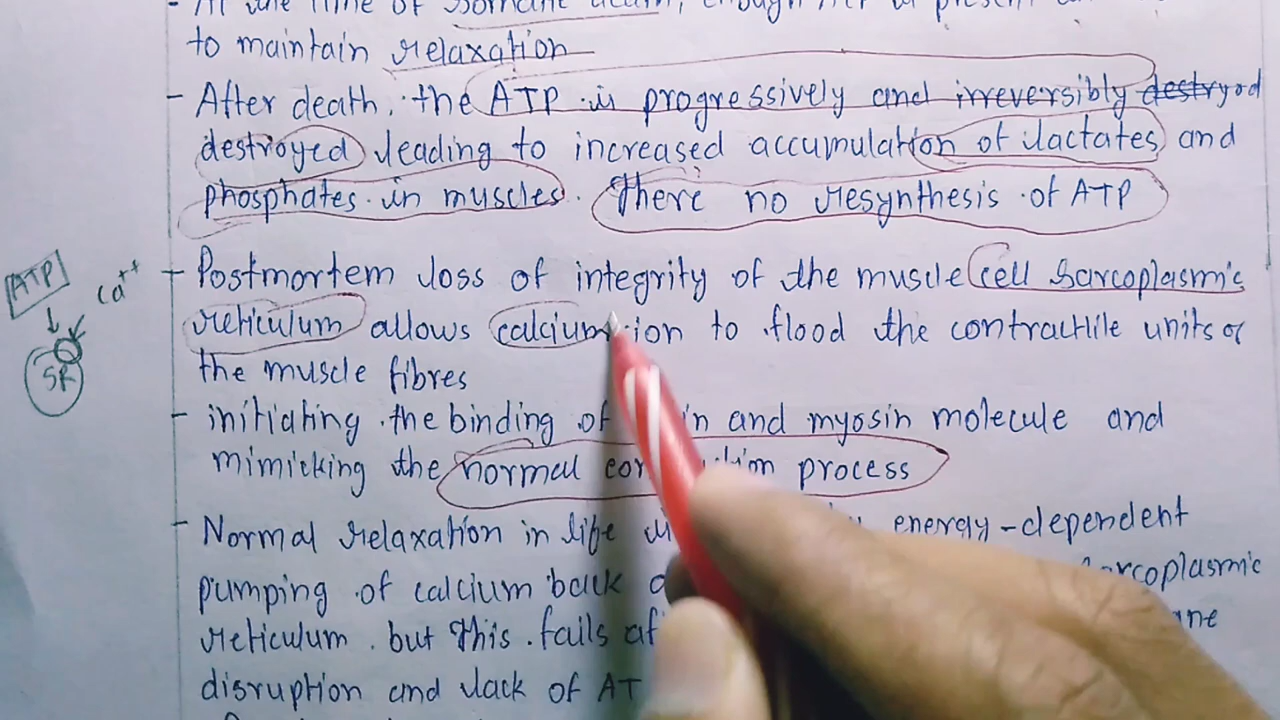 to maintain relaxation
- After death, the ATP is progressively and irreversibly destryod
destroyed leading to increased accumulation of lactates and
phosphates in muscles. There no resynthesis of ATP
ATP
Ca++
SR
- Postmortem loss of integrity of the muscle cell sarcoplasmic
reticulum allows calcium ion to flood the contractile units of
the muscle fibres
- initiating the binding of and myosin molecule and
mimicking the normal process
- Normal relaxation in life energy-dependent
pumping of calcium back
reticulum. but this fails
disruption and lack of